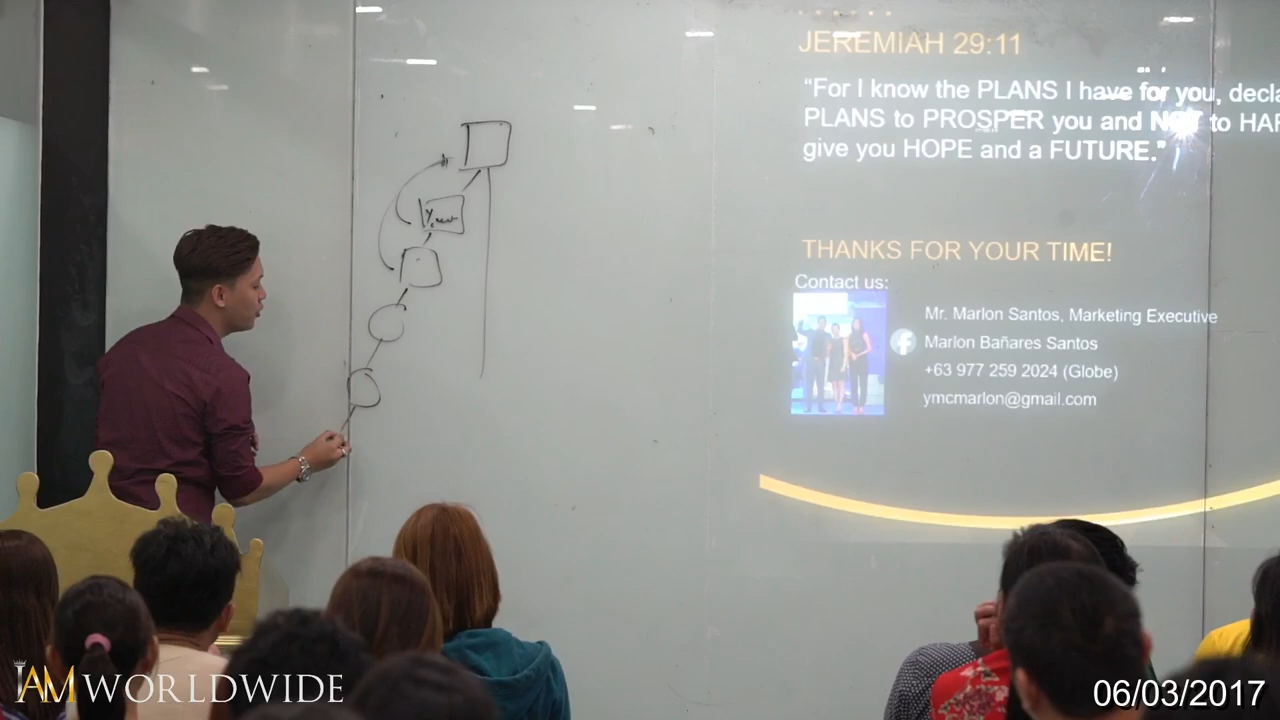 JEREMIAH 29:11
“For I know the PLANS I have for you, decla
PLANS to PROSPER you and NOT to HAR
give you HOPE and a FUTURE.”
THANKS FOR YOUR TIME!
Contact us:
Mr. Marlon Santos, Marketing Executive
Marlon Bañares Santos
+63 977 259 2024 (Globe)
ymcmarlon@gmail.com
IAM WORLDWIDE
06/03/2017